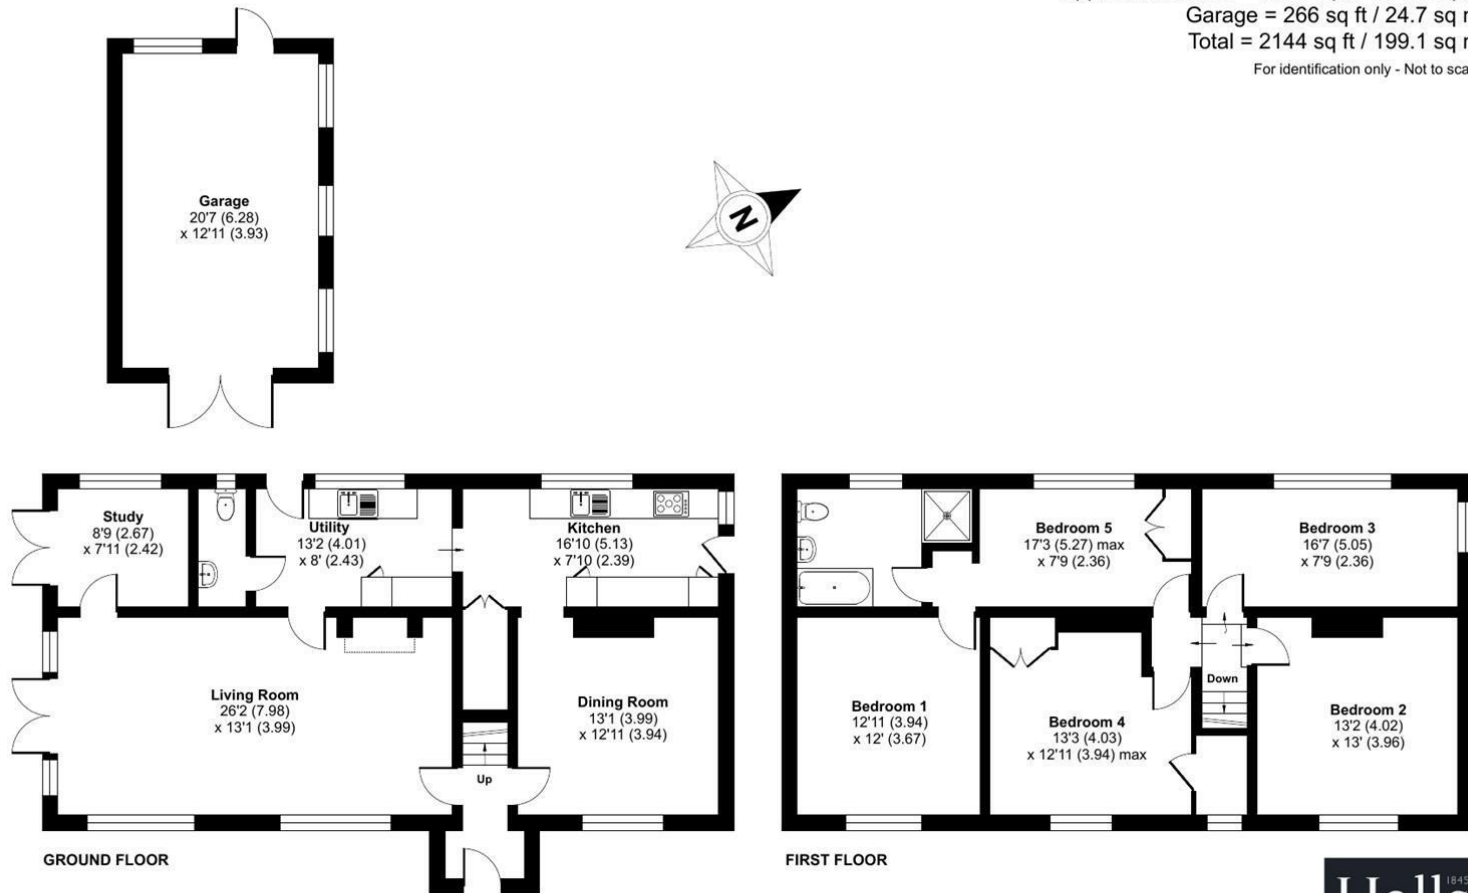 Garage = 266 sq ft / 24.7 sq
Total = 2144 sq ft / 199.1 sq
For identification only - Not to
Garage
20'7 (6.28)
x 12'11 (3.93)
N
Study
8'9 (2.67)
x 7'11 (2.42)
Utility
13'2 (4.01)
x 8' (2.43)
Kitchen
16'10 (5.13)
x 7'10 (2.39)
Living Room
26'2 (7.98)
x 13'1 (3.99)
Dining Room
13'1 (3.99)
x 12'11 (3.94)
Up
GROUND FLOOR
Bedroom 5
17'3 (5.27) max
x 7'9 (2.36)
Bedroom 3
16'7 (5.05)
x 7'9 (2.36)
Bedroom 1
12'11 (3.94)
x 12' (3.67)
Bedroom 4
13'3 (4.03)
x 12'11 (3.94) max
Down
Bedroom 2
13'2 (4.02)
x 13' (3.96)
FIRST FLOOR
1845